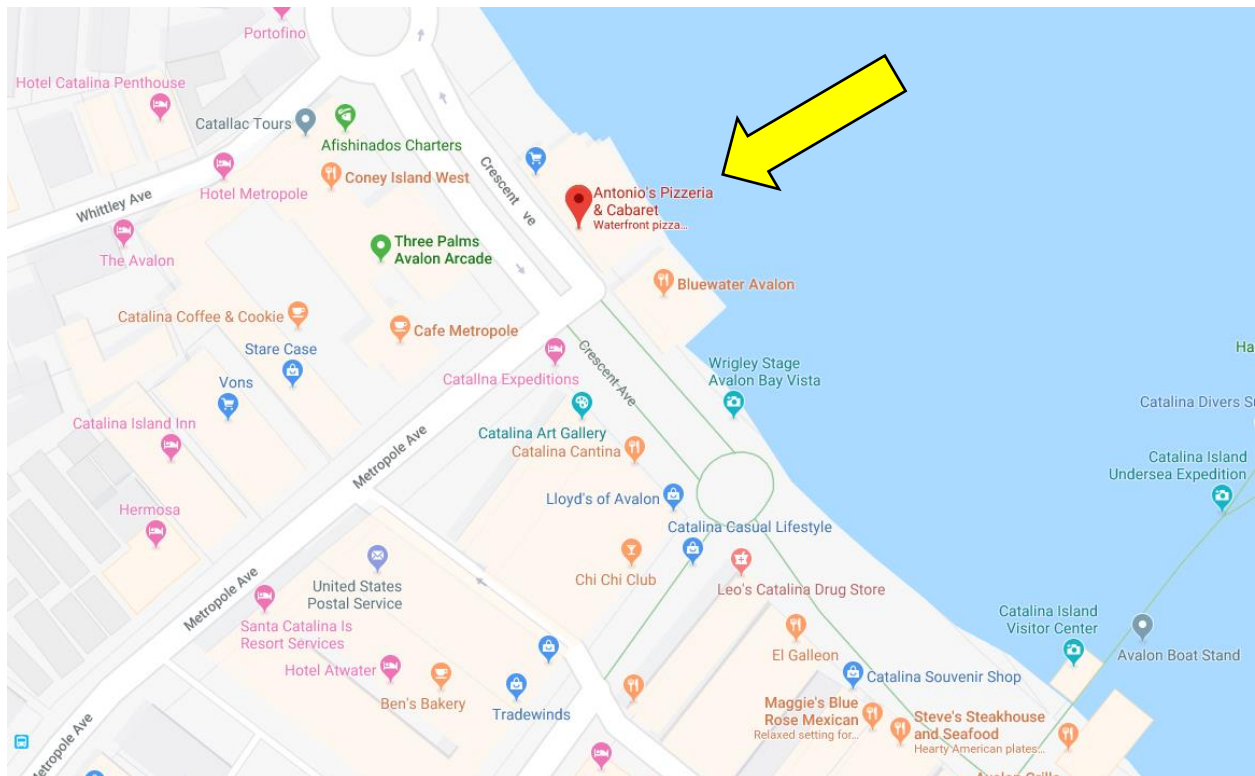 Portofino
Hotel Catalina Penthouse
Catallac Tours
Afishinados Charters
Crescent ve
Coney Island West
Hotel Metropole
Whittley Ave
Antonio's Pizzeria
& Cabaret
Waterfront pizza...
The Avalon
Three Palms
Avalon Arcade
Bluewater Avalon
Catalina Coffee & Cookie
Cafe Metropole
Stare Case
Crescent Ave
Ha
Wrigley Stage
Avalon Bay Vista
Catallna Expeditions
Vons
Catalina Divers S
Catalina Island Inn
Catalina Art Gallery
Catalina Cantina
Metropole Ave
Catalina Island
Undersea Expedition
Lloyd's of Avalon
Hermosa
Catalina Casual Lifestyle
United States
Postal Service
Chi Chi Club
Leo's Catalina Drug Store
Metropole Ave
Santa Catalina Is
Resort Services
Catalina Island
Visitor Center
El Galleon
Avalon Boat Stand
Hotel Atwater
Catalina Souvenir Shop
Ben's Bakery
Tradewinds
Maggie's Blue
Rose Mexican
Relaxed setting for...
Steve's Steakhouse
and Seafood
Hearty American plates...
etropole Ave